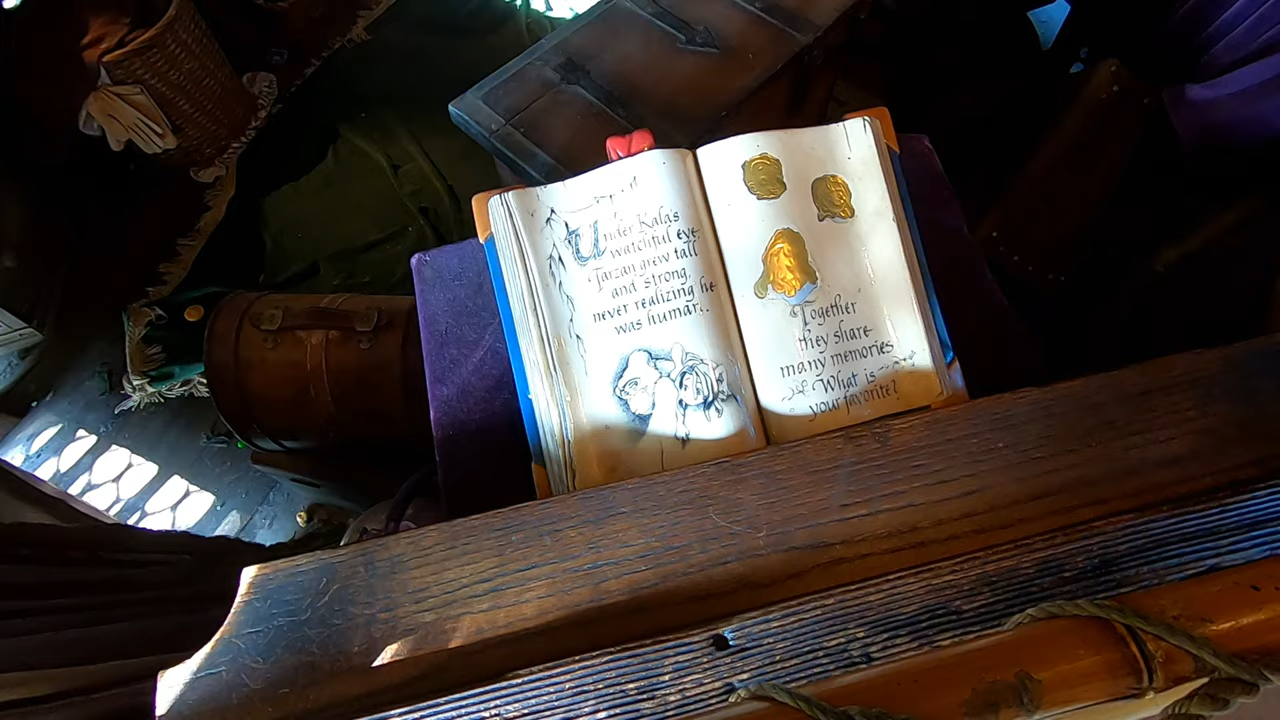 Under Kala's
watchful eye
Tarzan grew tall
and strong,
never realizing he
was human.
Together
they share
many memories
What is
your favorite?